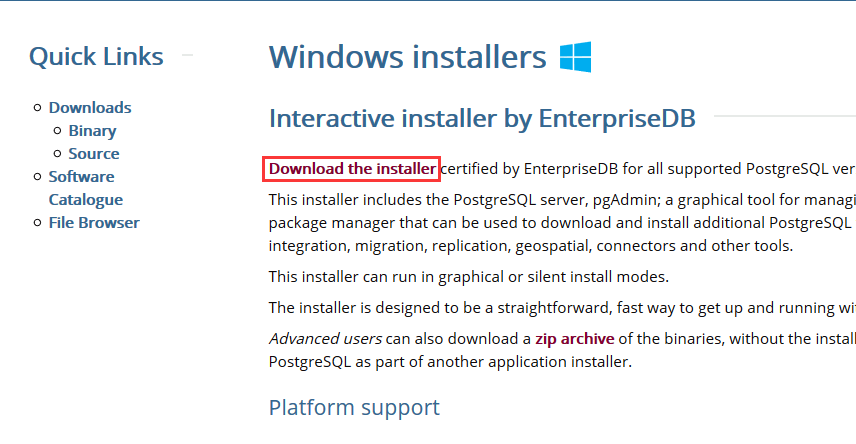 Quick Links
Downloads
Binary
Source
Software
Catalogue
File Browser
Windows installers
Interactive installer by EnterpriseDB
Download the installer certified by EnterpriseDB for all supported PostgreSQL ver
This installer includes the PostgreSQL server, pgAdmin; a graphical tool for managi
package manager that can be used to download and install additional PostgreSQL
integration, migration, replication, geospatial, connectors and other tools.
This installer can run in graphical or silent install modes.
The installer is designed to be a straightforward, fast way to get up and running wi
Advanced users can also download a zip archive of the binaries, without the instal
PostgreSQL as part of another application installer.
Platform support